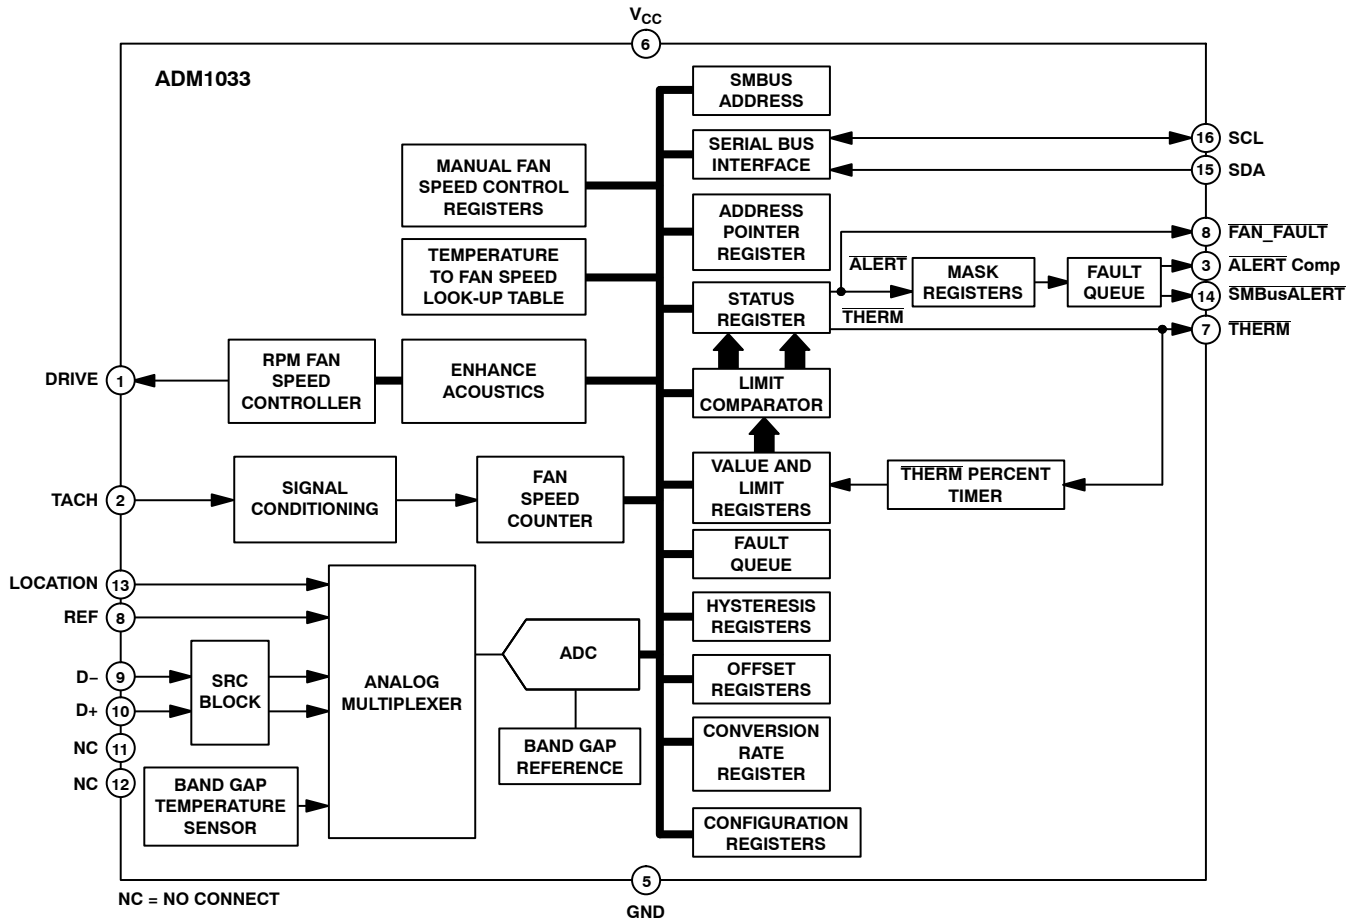 VCC
6
ADM1033
SMBUS
ADDRESS
SERIAL BUS
INTERFACE
16 SCL
15 SDA
MANUAL FAN
SPEED CONTROL
REGISTERS
ADDRESS
POINTER
REGISTER
8 FAN_FAULT
TEMPERATURE
TO FAN SPEED
LOOK-UP TABLE
ALERT
MASK
REGISTERS
FAULT
QUEUE
3 ALERT Comp
14 SMBusALERT
STATUS
REGISTER
THERM
7 THERM
DRIVE 1
RPM FAN
SPEED
CONTROLLER
ENHANCE
ACOUSTICS
LIMIT
COMPARATOR
TACH 2
SIGNAL
CONDITIONING
FAN
SPEED
COUNTER
VALUE AND
LIMIT
REGISTERS
THERM PERCENT
TIMER
FAULT
QUEUE
LOCATION 13
REF 8
D– 9
D+ 10
NC 11
NC 12
SRC
BLOCK
ANALOG
MULTIPLEXER
ADC
BAND GAP
REFERENCE
BAND GAP
TEMPERATURE
SENSOR
HYSTERESIS
REGISTERS
OFFSET
REGISTERS
CONVERSION
RATE
REGISTER
CONFIGURATION
REGISTERS
5
GND
NC = NO CONNECT